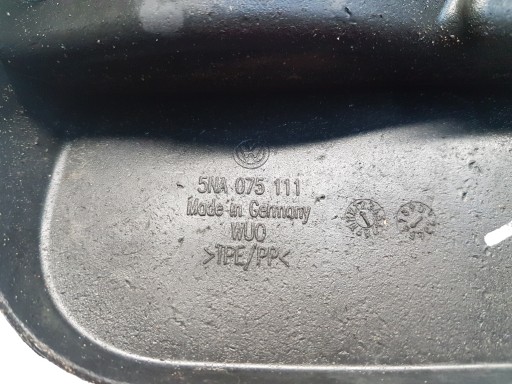 5NA 075 111
Made in Germany
WUO
>TPE/PP<